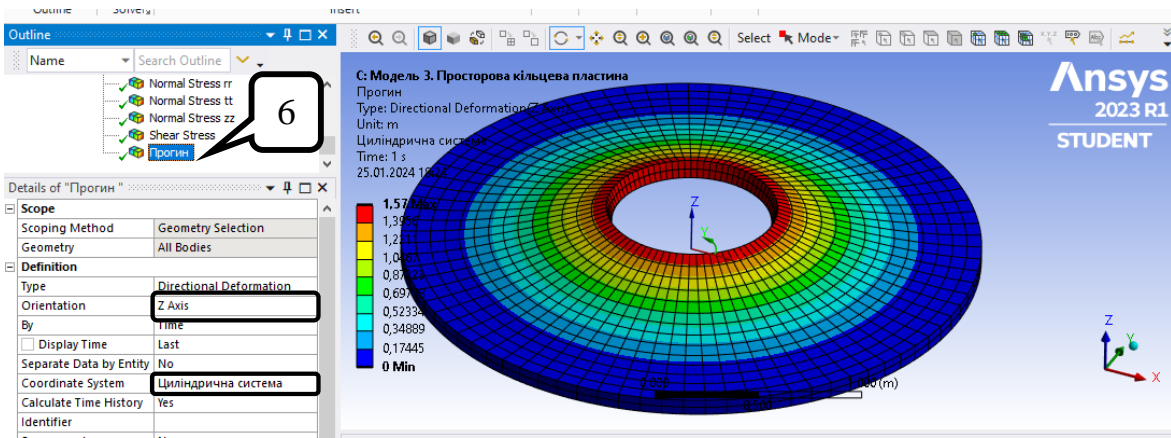 Outline
Name
Search Outline
Normal Stress rr
Normal Stress tt
Normal Stress zz
Shear Stress
Прогин
6
Details of "Прогин "
Scope
Scoping Method Geometry Selection
Geometry All Bodies
Definition
Type Directional Deformation
Orientation Z Axis
By Time
Display Time Last
Separate Data by Entity No
Coordinate System Циліндрична система
Calculate Time History Yes
Identifier
Select Mode
C: Модель 3. Просторова кільцева пластина
Прогин
Type: Directional Deformation
Unit: m
Циліндрична
Time: 1 s
25.01.2024
Max
0,52334
0,34889
0,17445
0 Min
Z
Y
0,000
(m)
Z
Y
X
Ansys
2023 R1
STUDENT